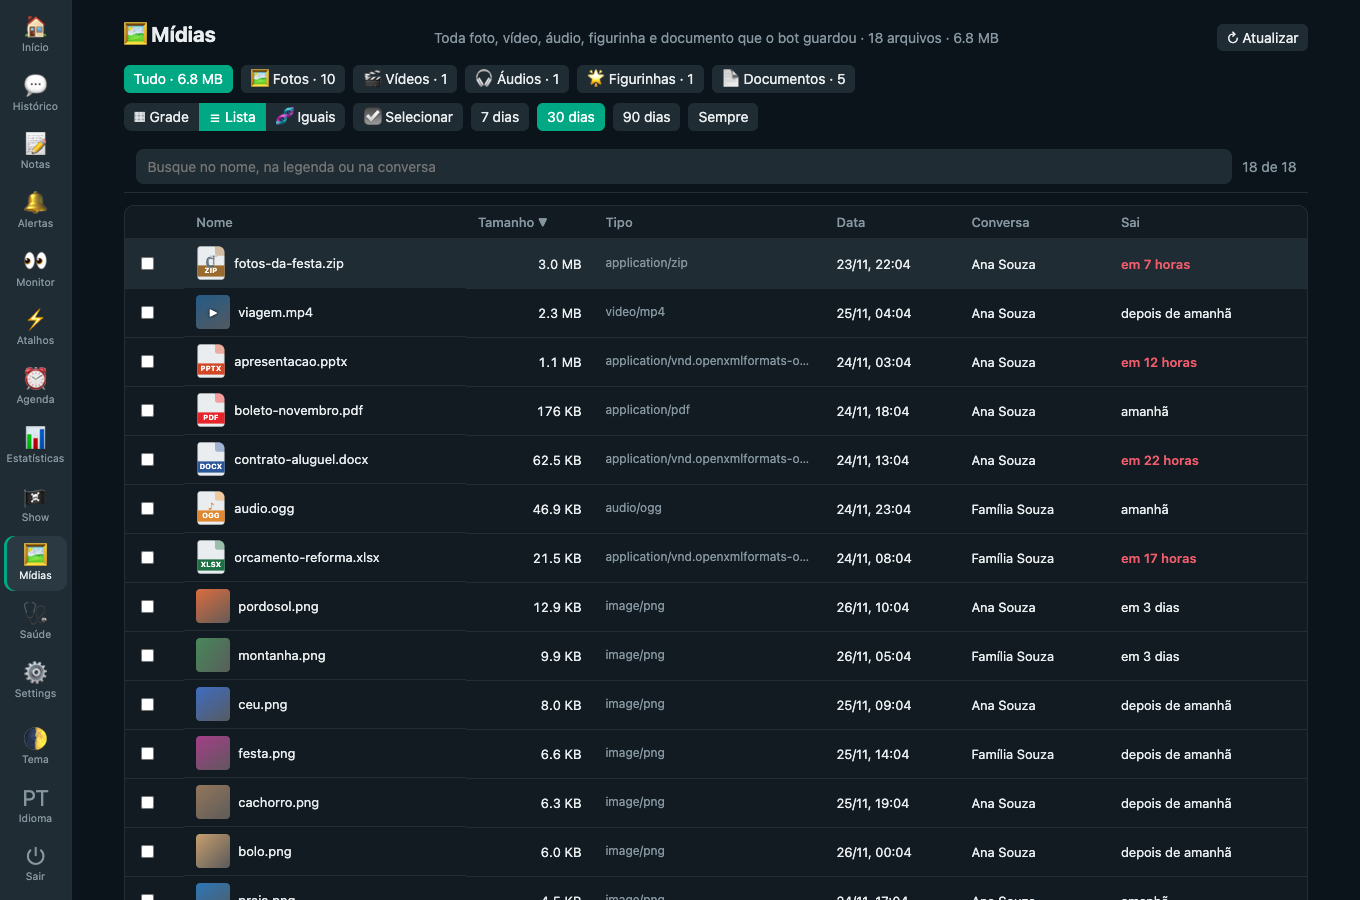 Início
Histórico
Notas
Alertas
Monitor
Atalhos
Agenda
Estatísticas
Show
Mídias
Saúde
Settings
Tema
PT
Idioma
Sair
Mídias
Toda foto, vídeo, áudio, figurinha e documento que o bot guardou · 18 arquivos · 6.8 MB
Atualizar
Tudo · 6.8 MB Fotos · 10 Vídeos · 1 Áudios · 1 Figurinhas · 1 Documentos · 5
Grade Lista Iguais Selecionar 7 dias 30 dias 90 dias Sempre
Busque no nome, na legenda ou na conversa 18 de 18
Nome Tamanho ▼ Tipo Data Conversa Sai
ZIP fotos-da-festa.zip 3.0 MB application/zip 23/11, 22:04 Ana Souza em 7 horas
viagem.mp4 2.3 MB video/mp4 25/11, 04:04 Ana Souza depois de amanhã
PPTX apresentacao.pptx 1.1 MB application/vnd.openxmlformats-o... 24/11, 03:04 Ana Souza em 12 horas
PDF boleto-novembro.pdf 176 KB application/pdf 24/11, 18:04 Ana Souza amanhã
DOCX contrato-aluguel.docx 62.5 KB application/vnd.openxmlformats-o... 24/11, 13:04 Ana Souza em 22 horas
OGG audio.ogg 46.9 KB audio/ogg 24/11, 23:04 Família Souza amanhã
XLSX orcamento-reforma.xlsx 21.5 KB application/vnd.openxmlformats-o... 24/11, 08:04 Família Souza em 17 horas
pordosol.png 12.9 KB image/png 26/11, 10:04 Ana Souza em 3 dias
montanha.png 9.9 KB image/png 26/11, 05:04 Família Souza em 3 dias
ceu.png 8.0 KB image/png 25/11, 09:04 Ana Souza depois de amanhã
festa.png 6.6 KB image/png 25/11, 14:04 Família Souza depois de amanhã
cachorro.png 6.3 KB image/png 25/11, 19:04 Ana Souza depois de amanhã
bolo.png 6.0 KB image/png 26/11, 00:04 Ana Souza depois de amanhã